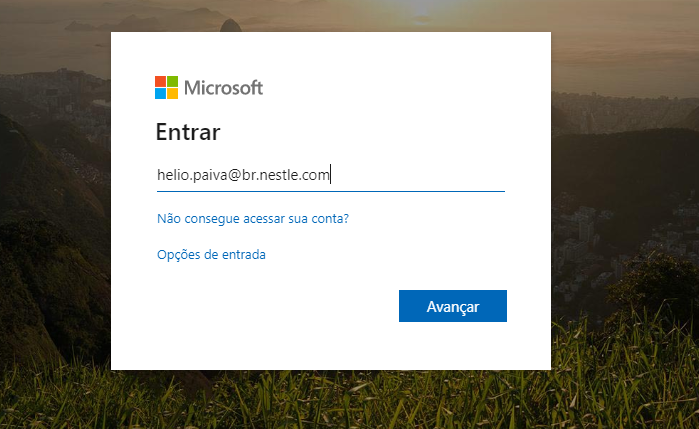 Microsoft
Entrar
helio.paiva@br.nestle.com
Não consegue acessar sua conta?
Opções de entrada
Avançar